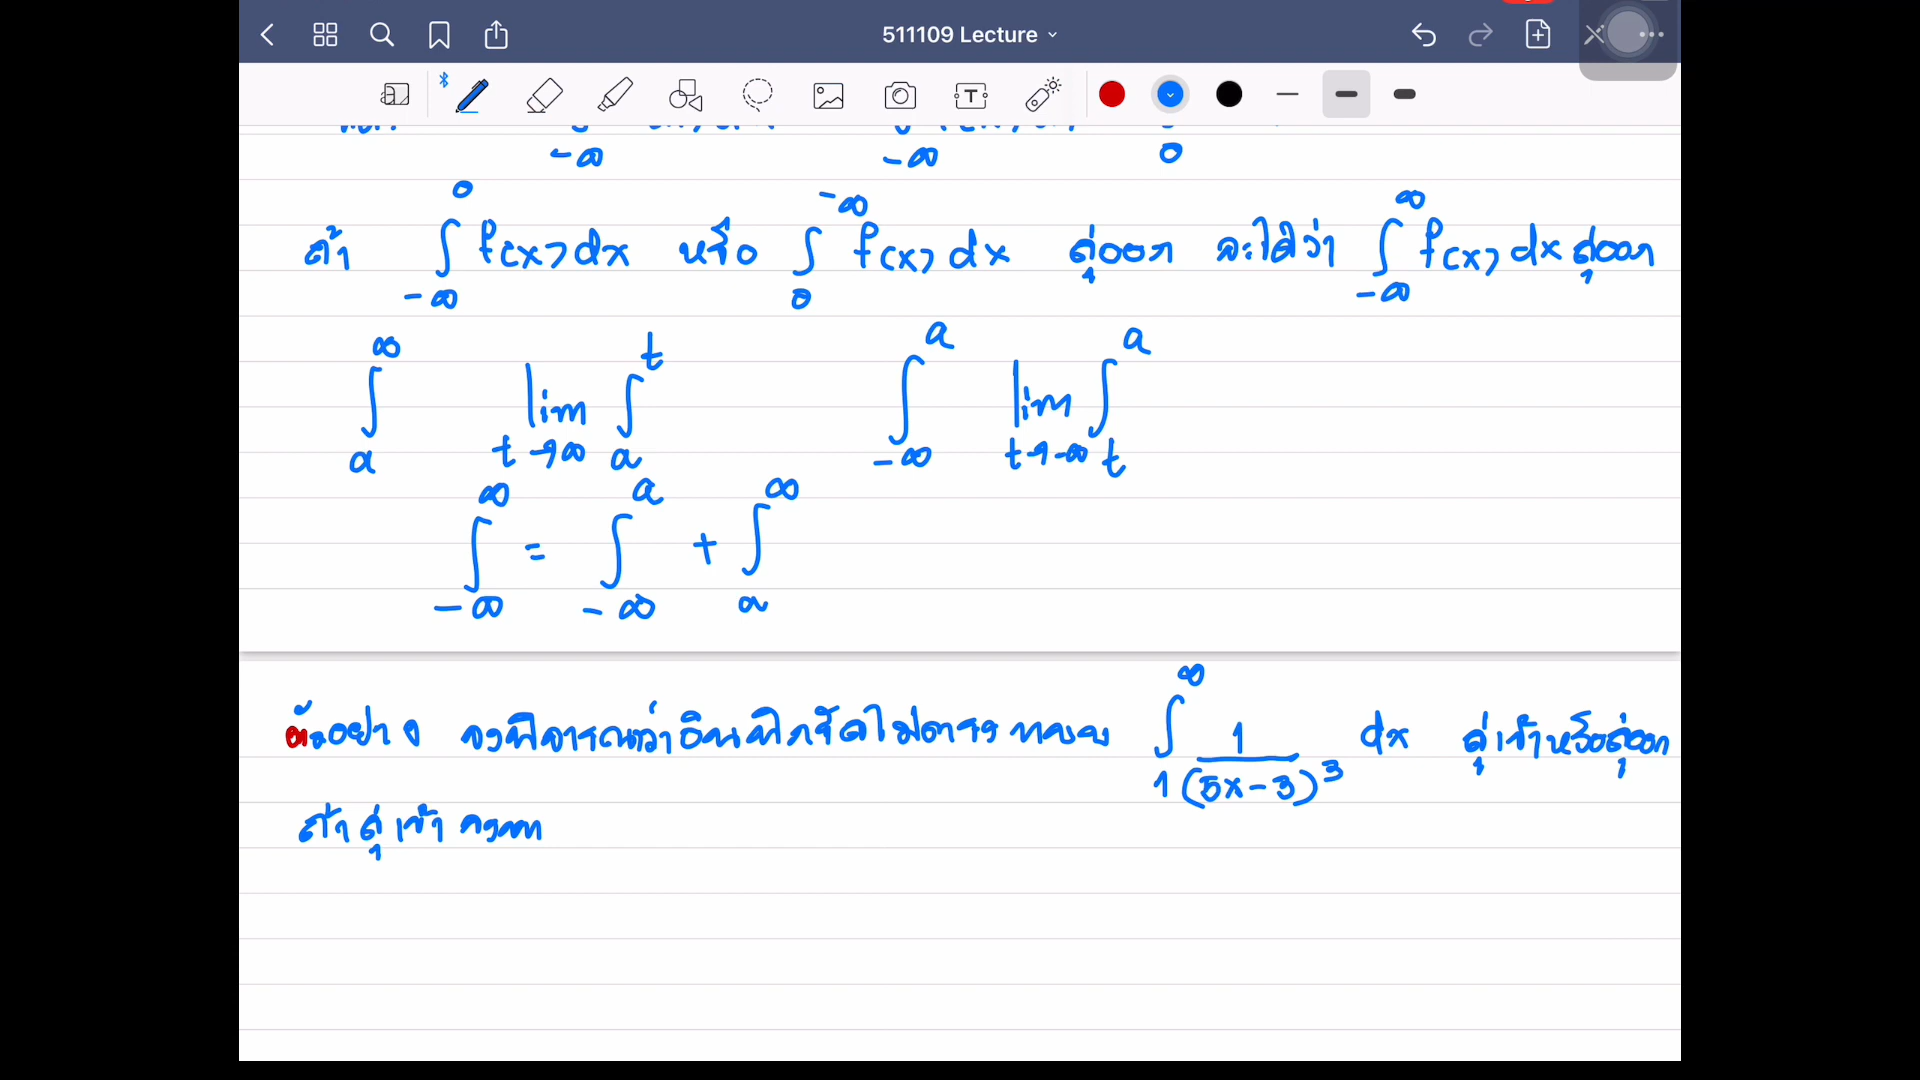 511109 Lecture
-∞ -∞ 0
ถ้า ∫_{-∞}^{0} f(x) dx หรือ ∫_{0}^{-∞} f(x) dx ลู่ออก จะได้ว่า ∫_{-∞}^{∞} f(x) dx ลู่ออก
∫_{a}^{∞} lim_{t→∞} ∫_{a}^{t} ∫_{-∞}^{a} lim_{t→-∞} ∫_{t}^{a}
∫_{-∞}^{∞} = ∫_{-∞}^{a} + ∫_{a}^{∞}
ตัวอย่าง จงพิจารณาว่าอินทิกรัลไม่ตรงแบบ ∫_{1}^{∞} 1/(5x-3)^3 dx ลู่เข้าหรือลู่ออก
ถ้าลู่เข้า จงหา